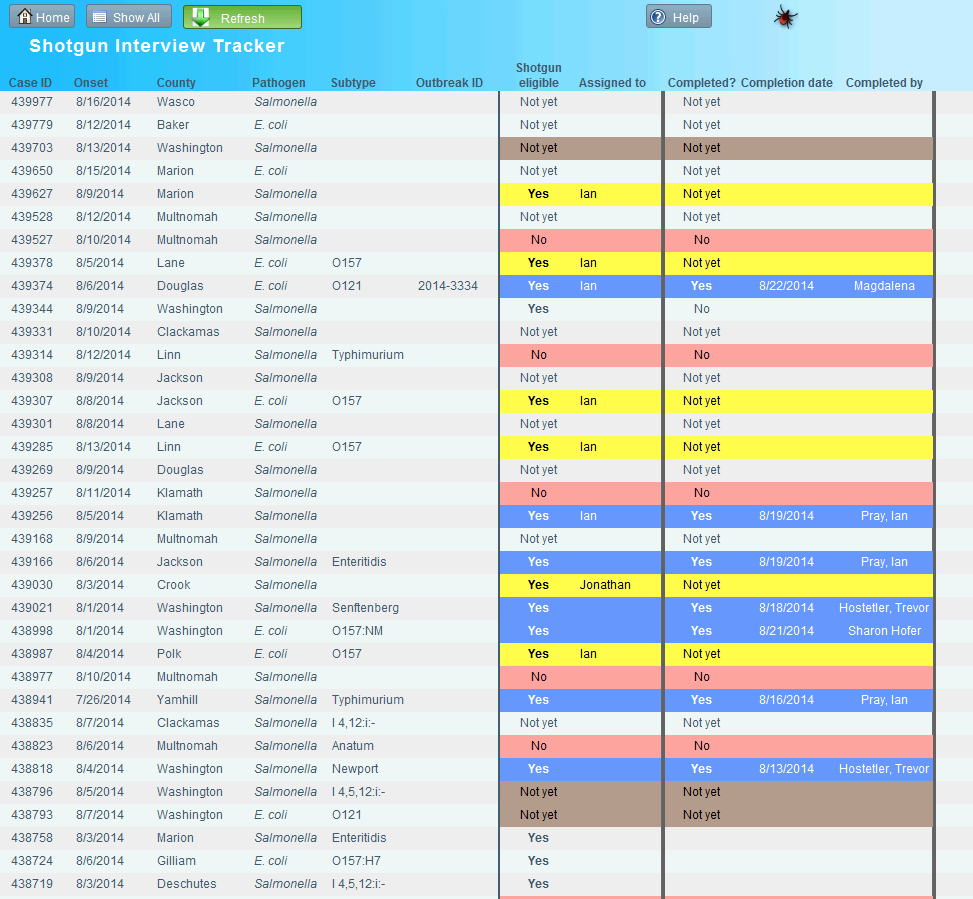 Home Show All Refresh Help
Shotgun Interview Tracker
Shotgun
Case ID Onset County Pathogen Subtype Outbreak ID eligible Assigned to Completed? Completion date Completed by
439977 8/16/2014 Wasco Salmonella Not yet Not yet
439779 8/12/2014 Baker E. coli Not yet Not yet
439703 8/13/2014 Washington Salmonella Not yet Not yet
439650 8/15/2014 Marion E. coli Not yet Not yet
439627 8/9/2014 Marion Salmonella Yes Ian Not yet
439528 8/12/2014 Multnomah Salmonella Not yet Not yet
439527 8/10/2014 Multnomah Salmonella No No
439378 8/5/2014 Lane E. coli O157 Yes Ian Not yet
439374 8/6/2014 Douglas E. coli O121 2014-3334 Yes Ian Yes 8/22/2014 Magdalena
439344 8/9/2014 Washington Salmonella Yes No
439331 8/10/2014 Clackamas Salmonella Not yet Not yet
439314 8/12/2014 Linn Salmonella Typhimurium No No
439308 8/9/2014 Jackson Salmonella Not yet Not yet
439307 8/8/2014 Jackson E. coli O157 Yes Ian Not yet
439301 8/8/2014 Lane Salmonella Not yet Not yet
439285 8/13/2014 Linn E. coli O157 Yes Ian Not yet
439269 8/9/2014 Douglas Salmonella Not yet Not yet
439257 8/11/2014 Klamath Salmonella No No
439256 8/5/2014 Klamath Salmonella Yes Ian Yes 8/19/2014 Pray, Ian
439168 8/9/2014 Multnomah Salmonella Not yet Not yet
439166 8/6/2014 Jackson Salmonella Enteritidis Yes Yes 8/19/2014 Pray, Ian
439030 8/3/2014 Crook Salmonella Yes Jonathan Not yet
439021 8/1/2014 Washington Salmonella Senftenberg Yes Yes 8/18/2014 Hostetler, Trevor
438998 8/1/2014 Washington E. coli O157:NM Yes Yes 8/21/2014 Sharon Hofer
438987 8/4/2014 Polk E. coli O157 Yes Ian Not yet
438977 8/10/2014 Multnomah Salmonella No No
438941 7/26/2014 Yamhill Salmonella Typhimurium Yes Yes 8/16/2014 Pray, Ian
438835 8/7/2014 Clackamas Salmonella I 4,12:i:- Not yet Not yet
438823 8/6/2014 Multnomah Salmonella Anatum No No
438818 8/4/2014 Washington Salmonella Newport Yes Yes 8/13/2014 Hostetler, Trevor
438796 8/5/2014 Washington Salmonella I 4,5,12:i:- Not yet Not yet
438793 8/7/2014 Washington E. coli O121 Not yet Not yet
438758 8/3/2014 Marion Salmonella Enteritidis Yes
438724 8/6/2014 Gilliam E. coli O157:H7 Yes
438719 8/3/2014 Deschutes Salmonella I 4,5,12:i:- Yes